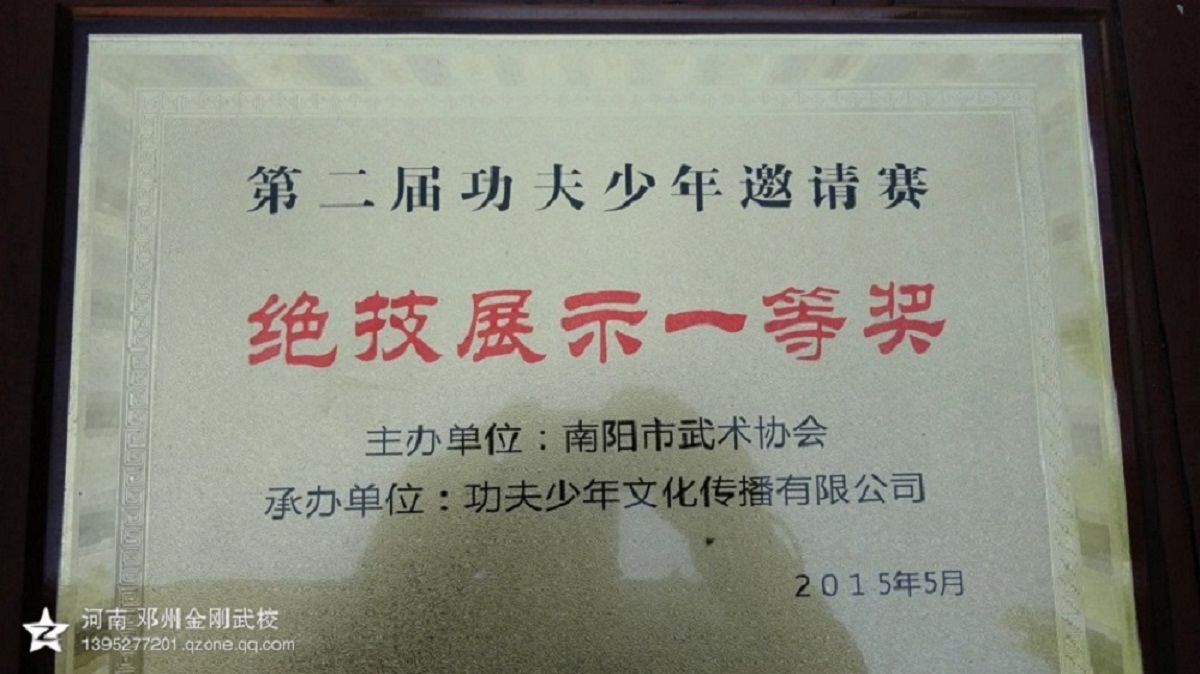 第二届功夫少年邀请赛
绝技展示一等奖
主办单位：南阳市武术协会
承办单位：功夫少年文化传播有限公司
2015年5月
河南 邓州金刚武校
1395277201.qzone.qq.com